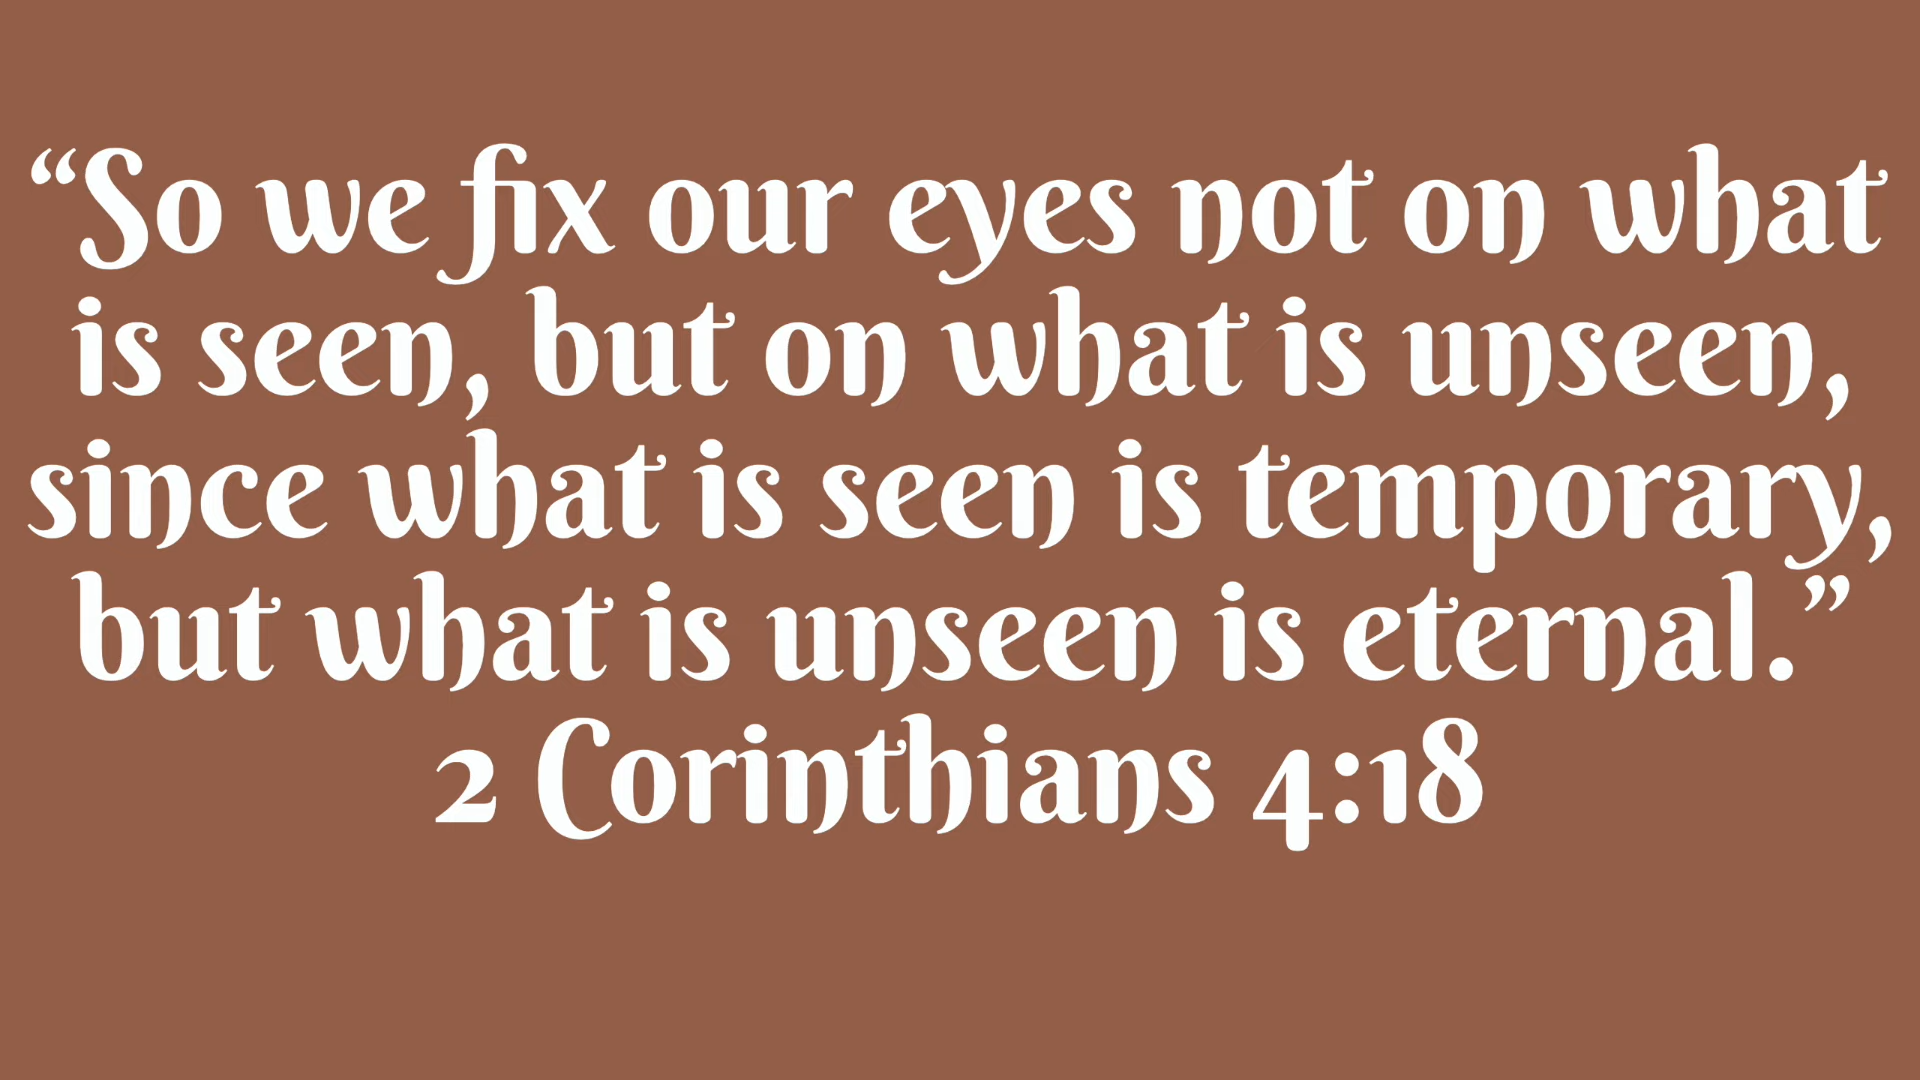 “So we fix our eyes not on what
is seen, but on what is unseen,
since what is seen is temporary,
but what is unseen is eternal.”
2 Corinthians 4:18